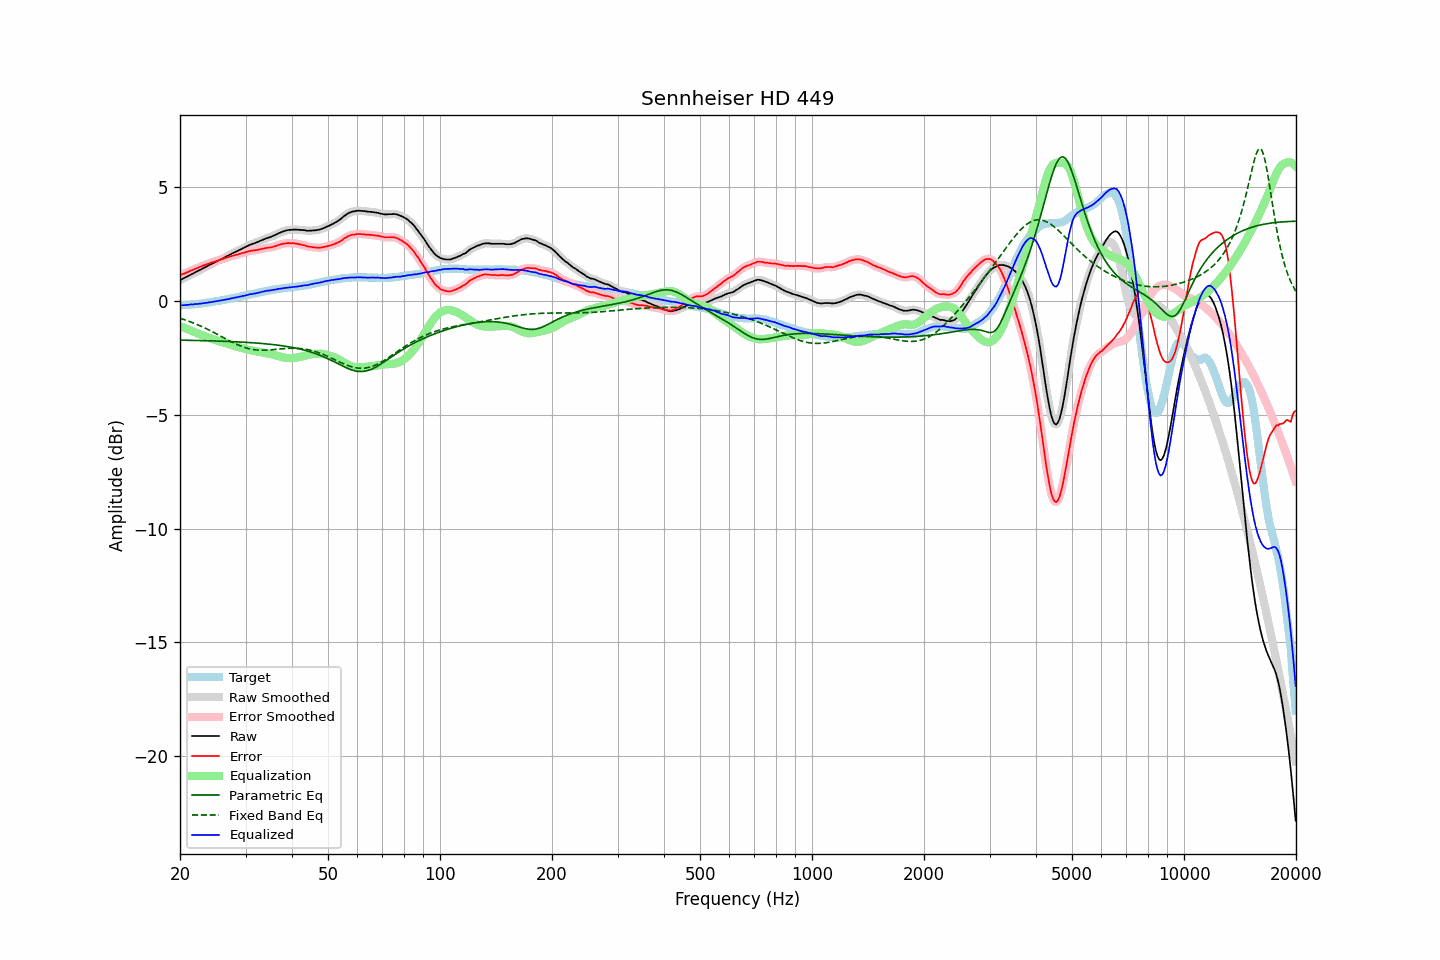 Sennheiser HD 449
5
0
−5
−10
−15
−20
Amplitude (dBr)
Target
Raw Smoothed
Error Smoothed
Raw
Error
Equalization
Parametric Eq
Fixed Band Eq
Equalized
20 50 100 200 500 1000 2000 5000 10000 20000
Frequency (Hz)